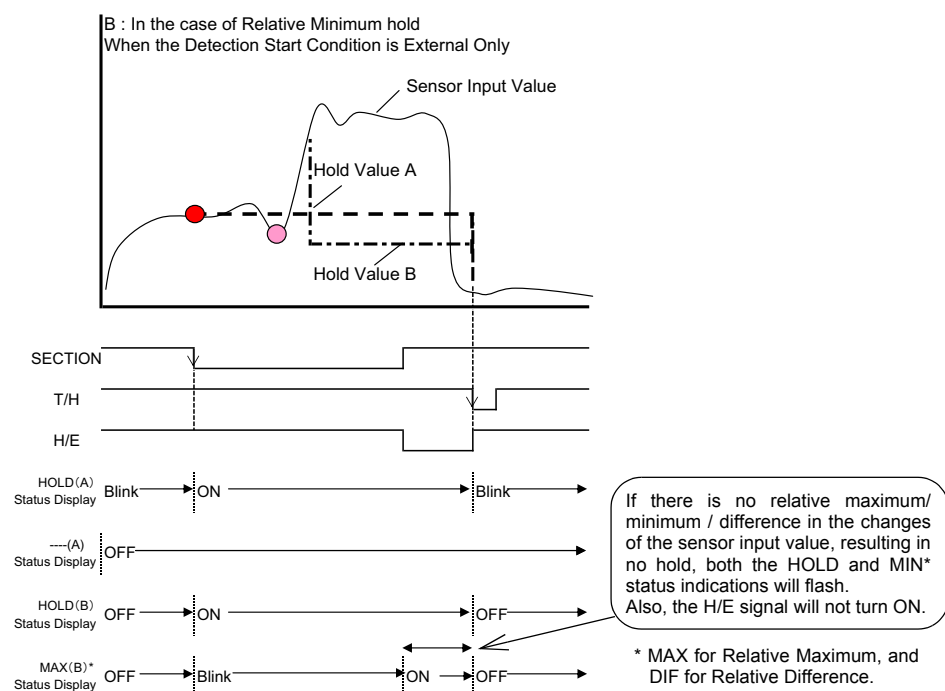 B : In the case of Relative Minimum hold
When the Detection Start Condition is External Only
Sensor Input Value
Hold Value A
Hold Value B
SECTION
T/H
H/E
HOLD(A)
Status Display
Blink
ON
Blink
----(A)
Status Display
OFF
HOLD(B)
Status Display
OFF
ON
OFF
MAX(B)*
Status Display
OFF
Blink
ON
OFF
If there is no relative maximum/
minimum / difference in the changes
of the sensor input value, resulting in
no hold, both the HOLD and MIN*
status indications will flash.
Also, the H/E signal will not turn ON.
* MAX for Relative Maximum, and
DIF for Relative Difference.